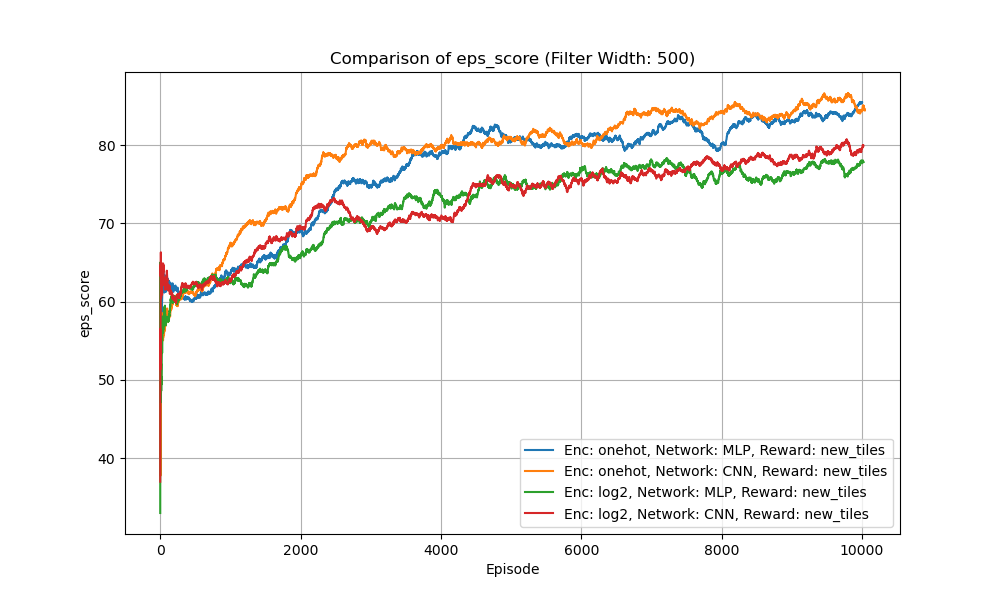 Comparison of eps_score (Filter Width: 500)
eps_score
80
70
60
50
40
0
2000
4000
6000
8000
10000
Episode
Enc: onehot, Network: MLP, Reward: new_tiles
Enc: onehot, Network: CNN, Reward: new_tiles
Enc: log2, Network: MLP, Reward: new_tiles
Enc: log2, Network: CNN, Reward: new_tiles